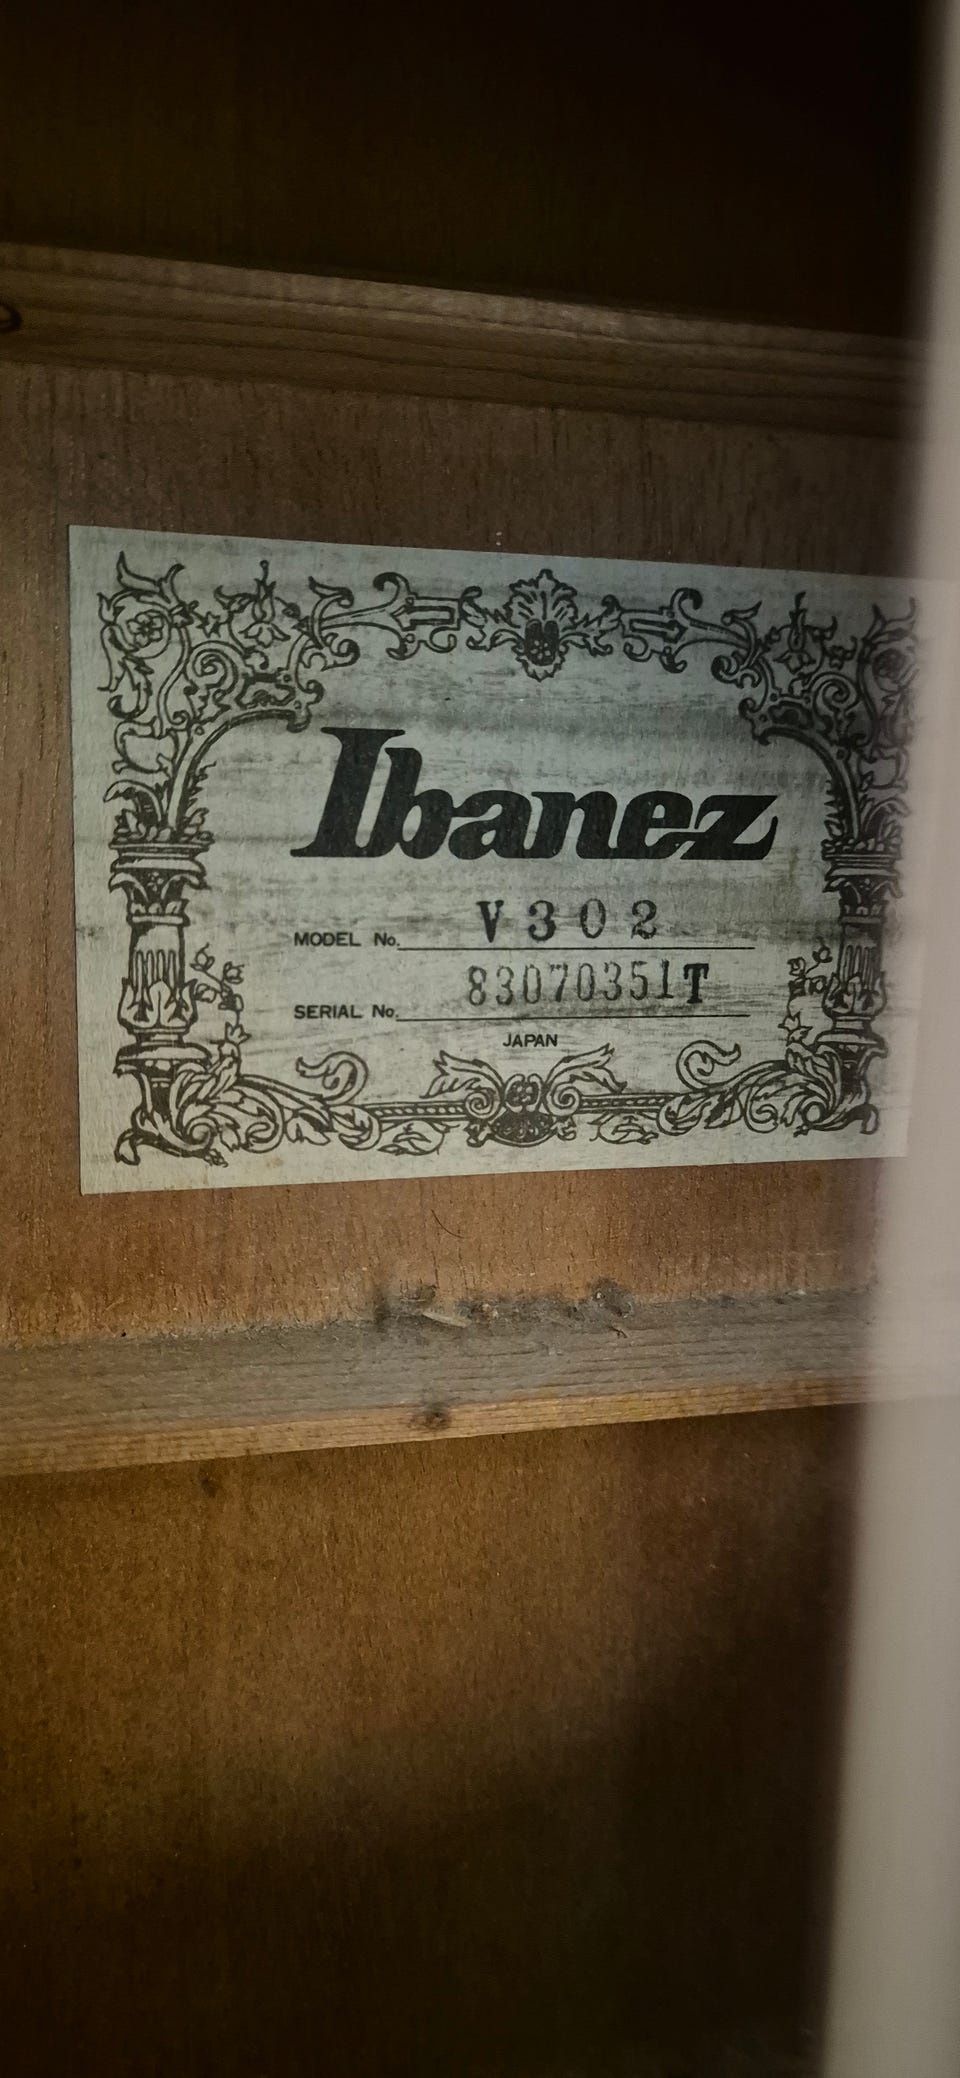 Ibanez
MODEL No. V302
SERIAL No. 83070351T
JAPAN